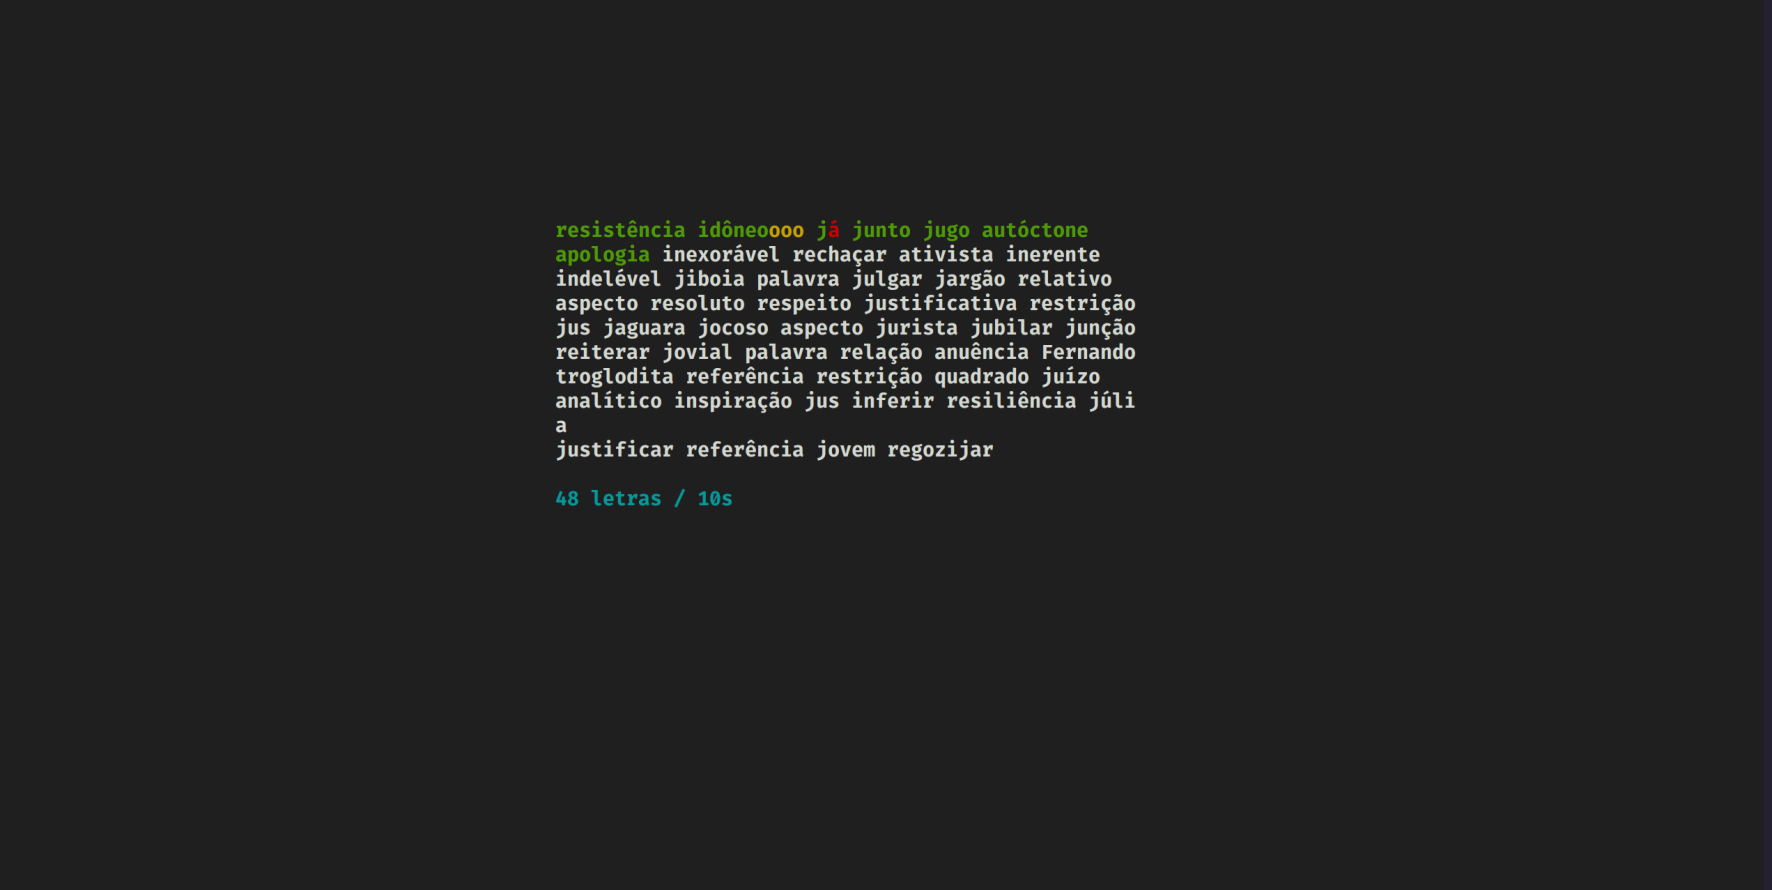 resistência idôneoooo já junto jugo autóctone
apologia inexorável rechaçar ativista inerente
indelével jiboia palavra julgar jargão relativo
aspecto resoluto respeito justificativa restrição
jus jaguara jocoso aspecto jurista jubilar junção
reiterar jovial palavra relação anuência Fernando
troglodita referência restrição quadrado juízo
analítico inspiração jus inferir resiliência júli
a
justificar referência jovem regozijar
48 letras / 10s